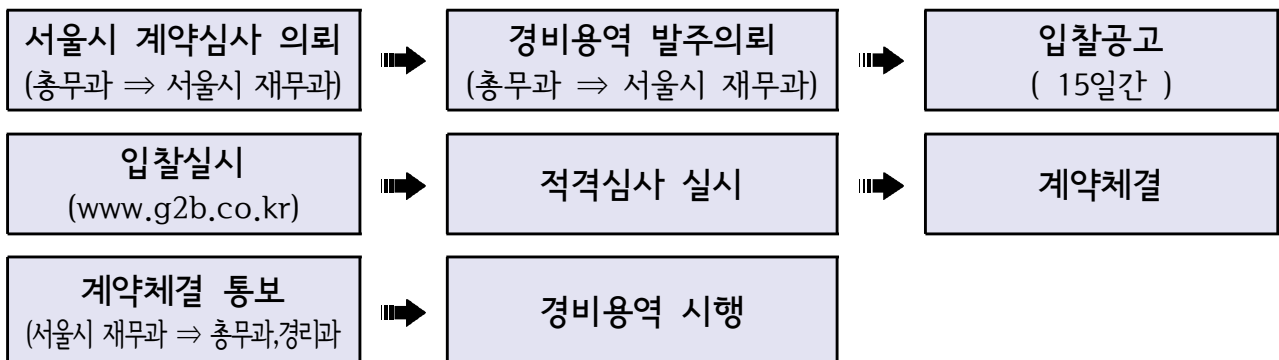 서울시 계약심사 의뢰
(총무과 ⇒ 서울시 재무과)
경비용역 발주의뢰
(총무과 ⇒ 서울시 재무과)
입찰공고
( 15일간 )
입찰실시
(www.g2b.co.kr)
적격심사 실시
계약체결
계약체결 통보
(서울시 재무과 ⇒ 총무과,경리과
경비용역 시행